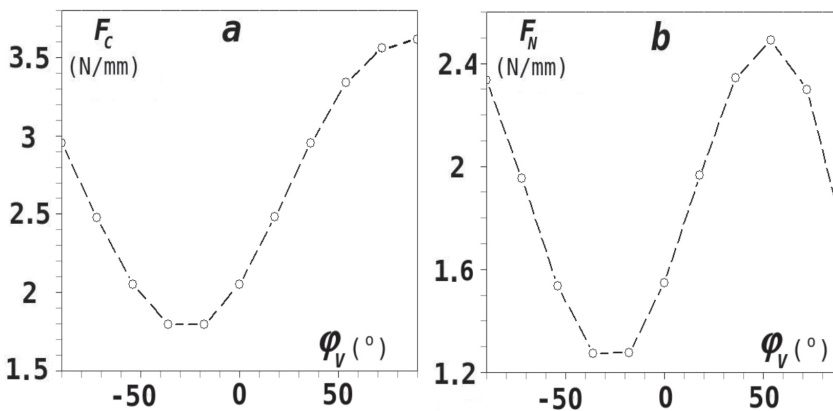 F_C a
3.5 (N/mm)
3
2.5
2
1.5
φ_V (°)
-50 0 50
F_N b
2.4 (N/mm)
2
1.6
1.2
φ_V (°)
-50 0 50